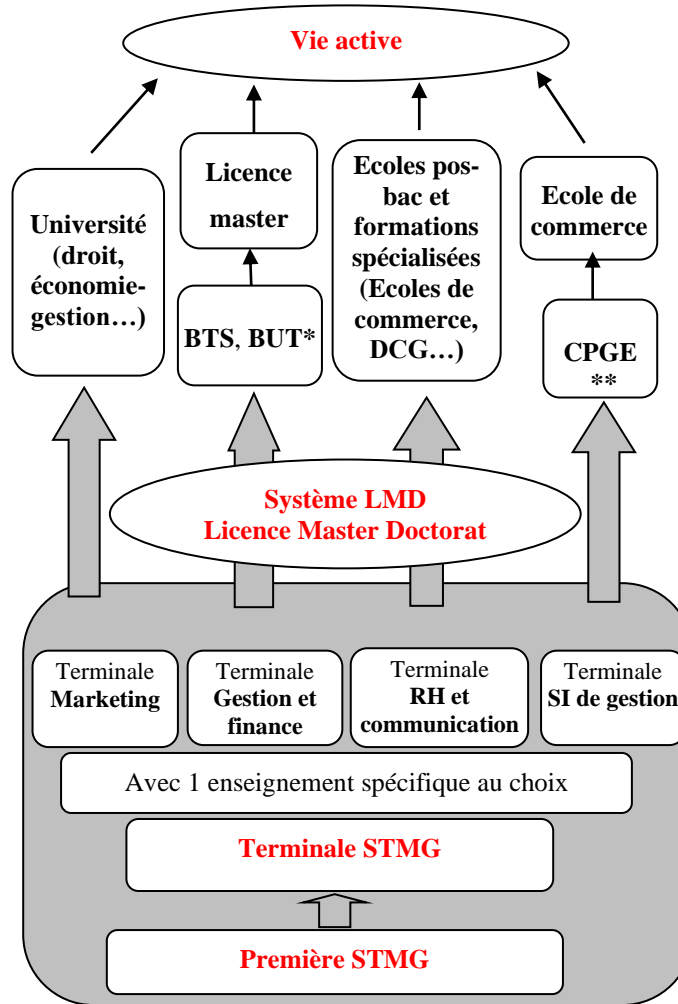 Vie active
Université
(droit,
économie-
gestion…)
Licence
master
BTS, BUT*
Ecoles pos-
bac et
formations
spécialisées
(Ecoles de
commerce,
DCG…)
Ecole de
commerce
CPGE
**
Système LMD
Licence Master Doctorat
Terminale
Marketing
Terminale
Gestion et
finance
Terminale
RH et
communication
Terminale
SI de gestion
Avec 1 enseignement spécifique au choix
Terminale STMG
Première STMG